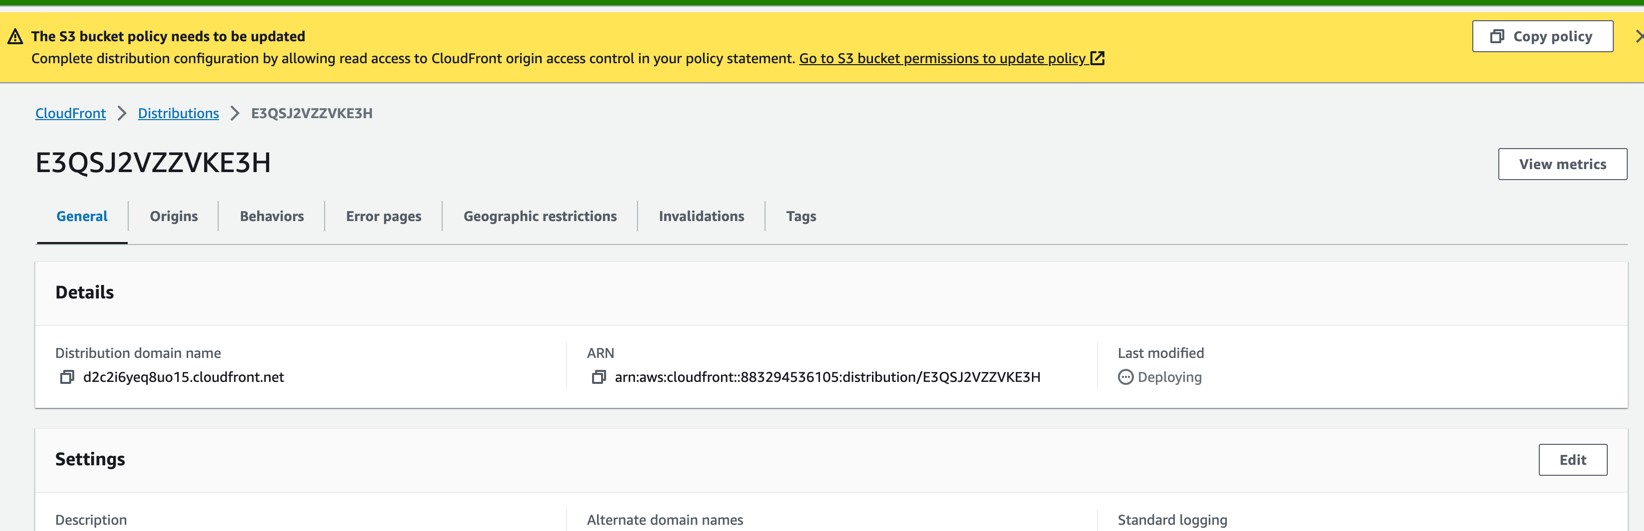 The S3 bucket policy needs to be updated
Complete distribution configuration by allowing read access to CloudFront origin access control in your policy statement. Go to S3 bucket permissions to update policy
Copy policy
CloudFront Distributions E3QSJ2VZZVKE3H
E3QSJ2VZZVKE3H
View metrics
General Origins Behaviors Error pages Geographic restrictions Invalidations Tags
Details
Distribution domain name ARN Last modified
d2c2i6yeq8uo15.cloudfront.net arn:aws:cloudfront::883294536105:distribution/E3QSJ2VZZVKE3H Deploying
Settings
Edit
Description Alternate domain names Standard logging